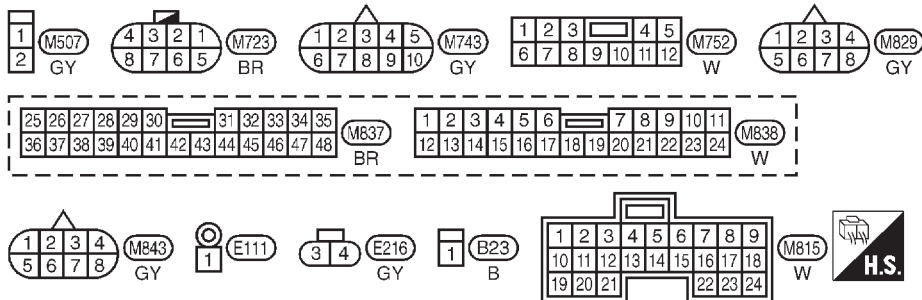 1 M507
2 GY
4 3 2 1 M723
8 7 6 5 BR
1 2 3 4 5 M743
6 7 8 9 10 GY
1 2 3 4 5 M752
6 7 8 9 10 11 12 W
1 2 3 4 M829
5 6 7 8 GY
25 26 27 28 29 30 31 32 33 34 35 M837
36 37 38 39 40 41 42 43 44 45 46 47 48 BR
1 2 3 4 5 6 7 8 9 10 11 M838
12 13 14 15 16 17 18 19 20 21 22 23 24 W
1 2 3 4 M843
5 6 7 8 GY
1 E111
3 4 E216
GY
1 B23
B
1 2 3 4 5 6 7 8 9 M815
10 11 12 13 14 15 16 17 18 W
19 20 21 22 23 24
H.S.